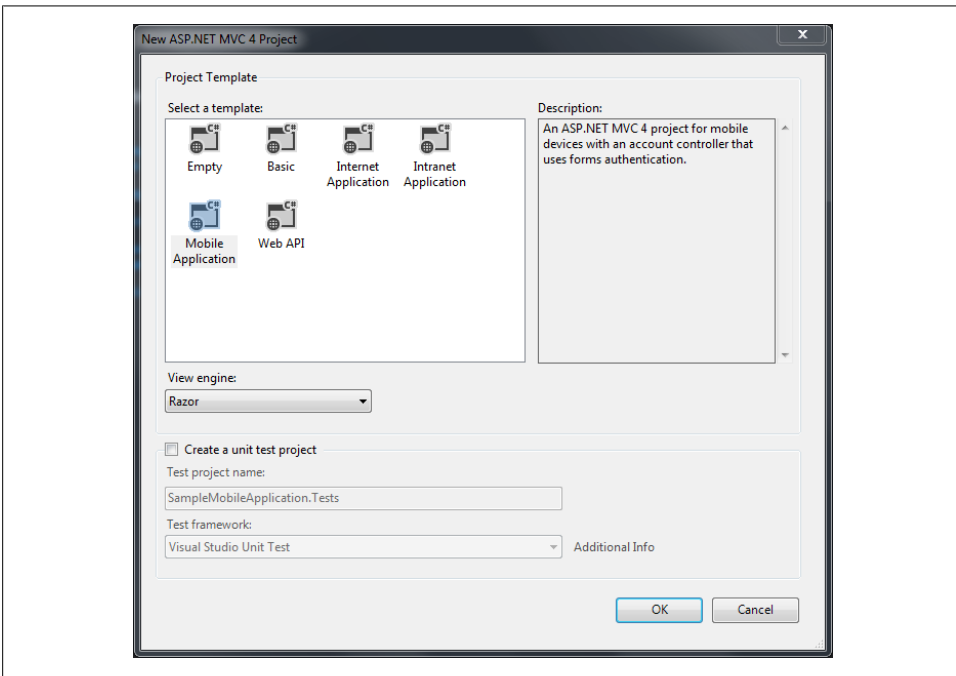 New ASP.NET MVC 4 Project
x
Project Template
Select a template:
Description:
C#
C#
C#
C#
Empty
Basic
Internet
Application
Intranet
Application
An ASP.NET MVC 4 project for mobile
devices with an account controller that
uses forms authentication.
C#
C#
Mobile
Application
Web API
View engine:
Razor
Create a unit test project
Test project name:
SampleMobileApplication.Tests
Test framework:
Visual Studio Unit Test
Additional Info
OK
Cancel